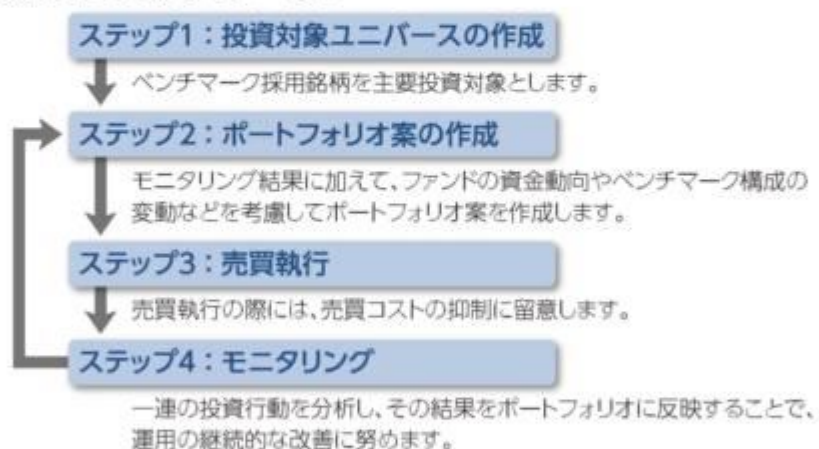 ステップ1：投資対象ユニバースの作成
ベンチマーク採用銘柄を主要投資対象とします。
ステップ2：ポートフォリオ案の作成
モニタリング結果に加えて、ファンドの資金動向やベンチマーク構成の
変動などを考慮してポートフォリオ案を作成します。
ステップ3：売買執行
売買執行の際には、売買コストの抑制に留意します。
ステップ4：モニタリング
一連の投資行動を分析し、その結果をポートフォリオに反映することで、
運用の継続的な改善に努めます。